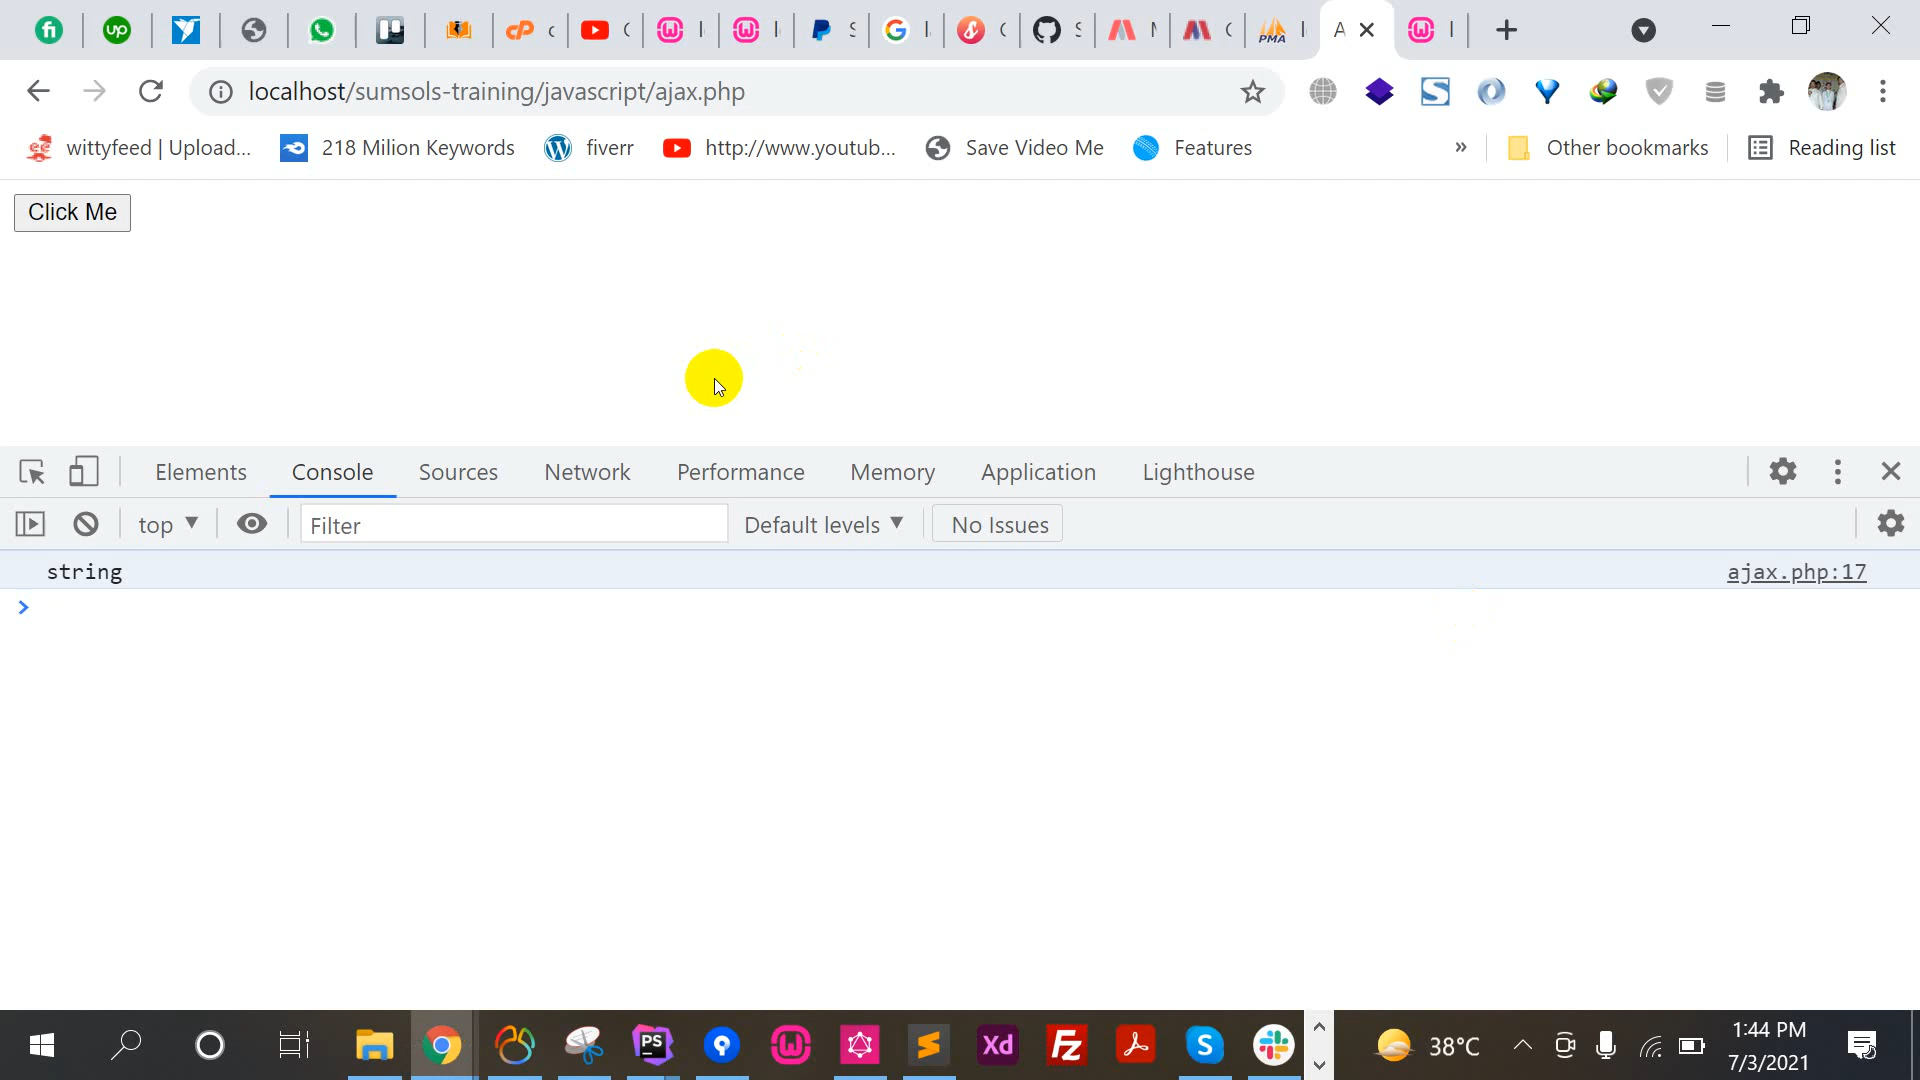 localhost/sumsols-training/javascript/ajax.php
wittyfeed | Upload... 218 Milion Keywords fiverr http://www.youtub... Save Video Me Features » Other bookmarks Reading list
Click Me
Elements Console Sources Network Performance Memory Application Lighthouse
top Filter Default levels No Issues
string ajax.php:17
38°C 1:44 PM
7/3/2021